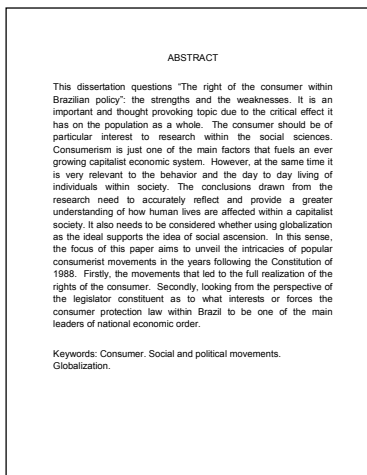 ABSTRACT
This dissertation questions “The right of the consumer within
Brazilian policy”: the strengths and the weaknesses. It is an
important and thought provoking topic due to the critical effect it
has on the population as a whole. The consumer should be of
particular interest to research within the social sciences.
Consumerism is just one of the main factors that fuels an ever
growing capitalist economic system. However, at the same time it
is very relevant to the behavior and the day to day living of
individuals within society. The conclusions drawn from the
research need to accurately reflect and provide a greater
understanding of how human lives are affected within a capitalist
society. It also needs to be considered whether using globalization
as the ideal supports the idea of social ascension. In this sense,
the focus of this paper aims to unveil the intricacies of popular
consumerist movements in the years following the Constitution of
1988. Firstly, the movements that led to the full realization of the
rights of the consumer. Secondly, looking from the perspective of
the legislator constituent as to what interests or forces the
consumer protection law within Brazil to be one of the main
leaders of national economic order.
Keywords: Consumer. Social and political movements.
Globalization.